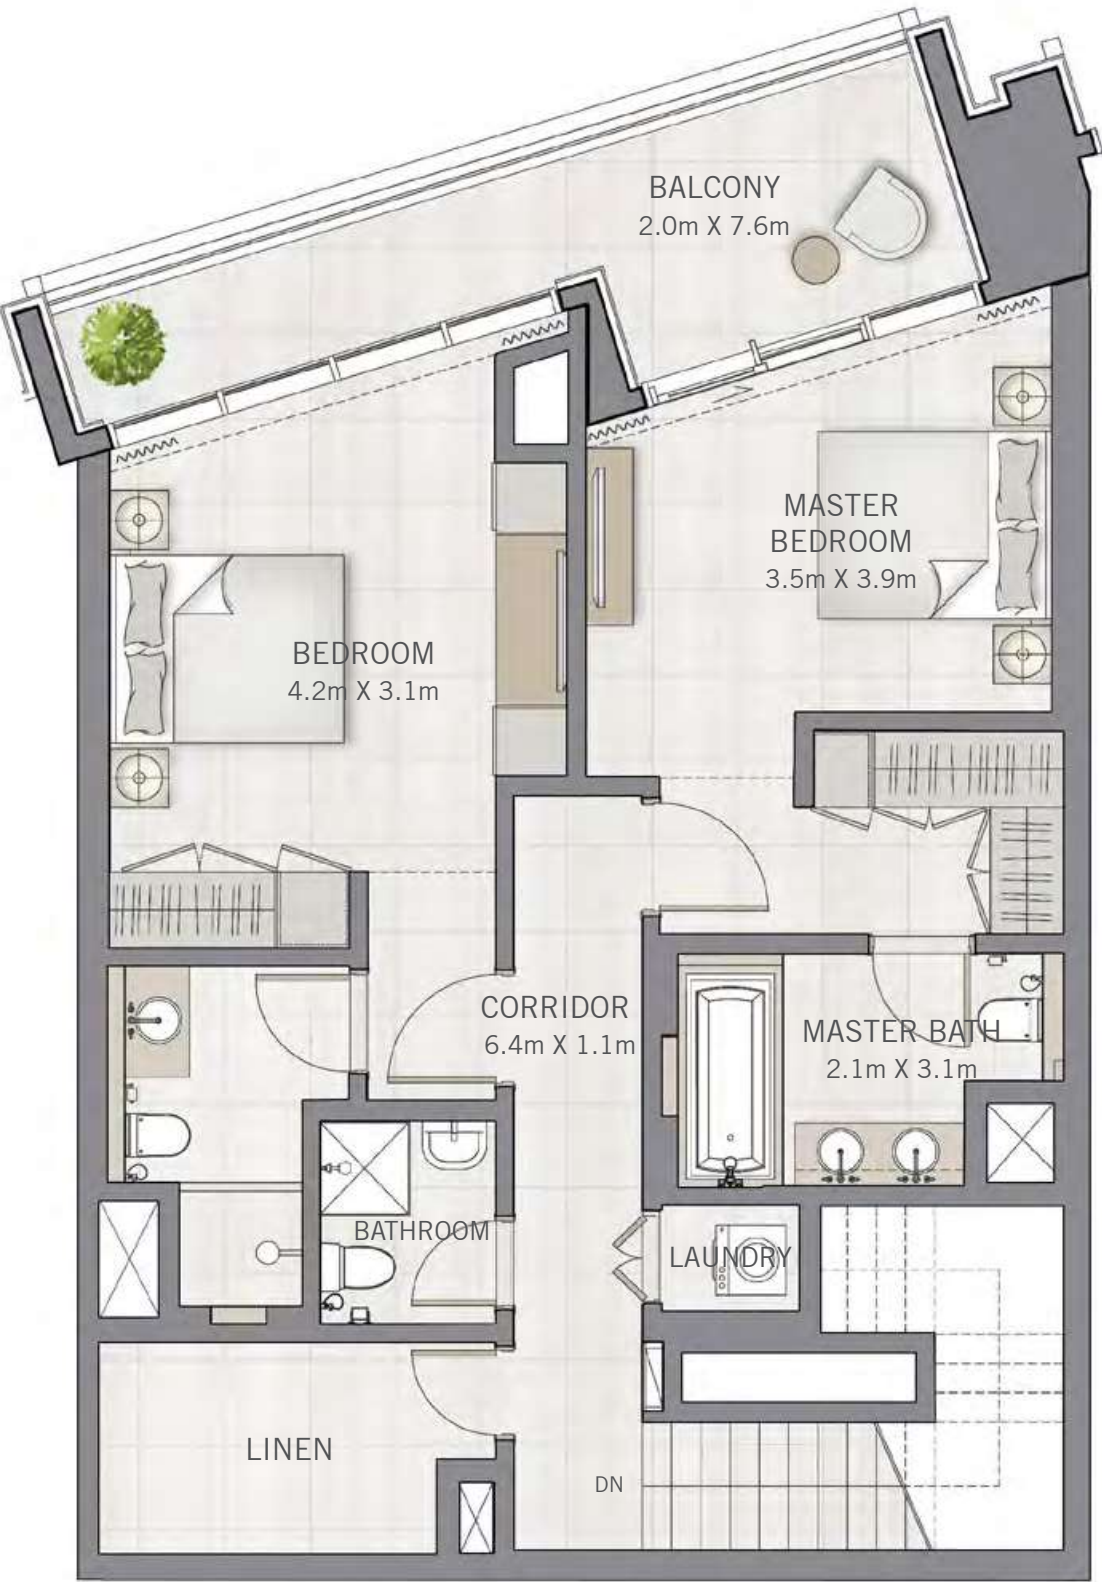 BALCONY
2.0m X 7.6m
MASTER
BEDROOM
3.5m X 3.9m
BEDROOM
4.2m X 3.1m
CORRIDOR
6.4m X 1.1m
MASTER BATH
2.1m X 3.1m
BATHROOM
LAUNDRY
LINEN
DN